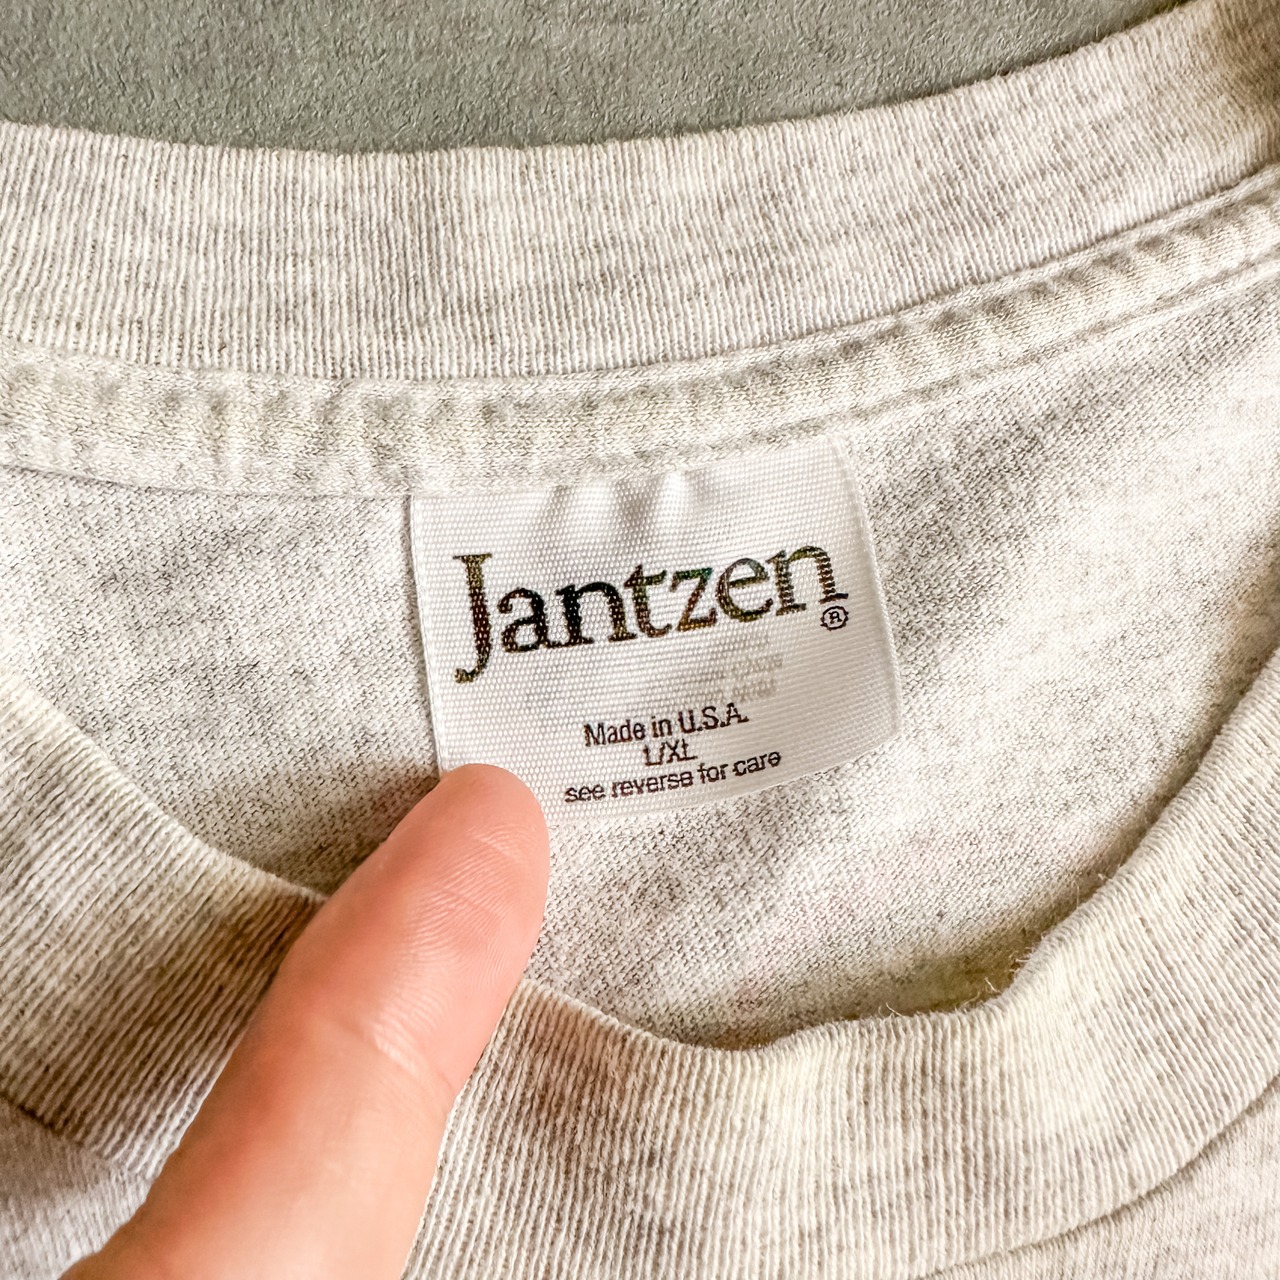 Jantzen®
Made in U.S.A.
L/XL
see reverse for care